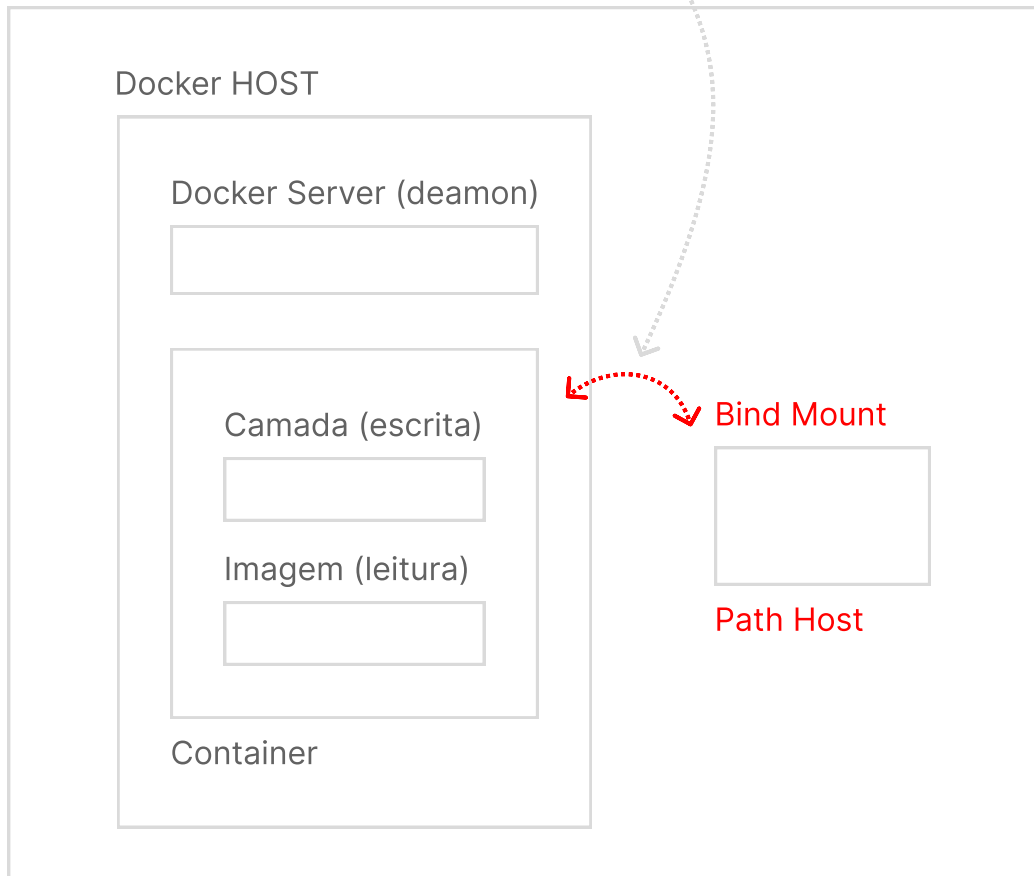 Docker HOST
Docker Server (deamon)
Camada (escrita)
Bind Mount
Imagem (leitura)
Path Host
Container